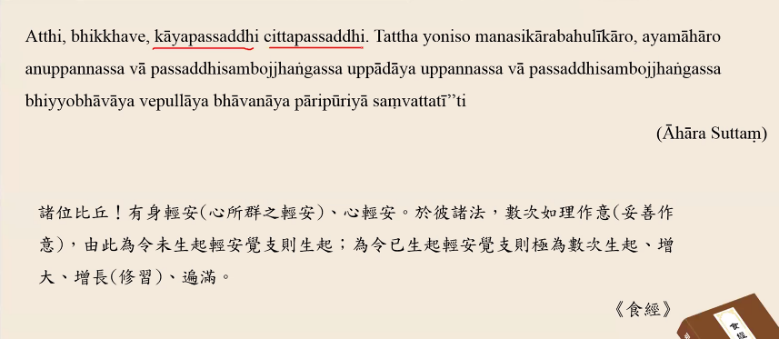 Atthi, bhikkhave, kāyapassaddhi cittapassaddhi. Tattha yoniso manasikārabahulīkāro, ayamāhāro
anuppannassa vā passaddhisambojjhaṅgassa uppādāya uppannassa vā passaddhisambojjhaṅgassa
bhiyyobhāvāya vepullāya bhāvanāya pāripūriyā saṃvattatī’’ti
(Āhāra Suttaṃ)
諸位比丘！有身輕安(心所群之輕安)、心輕安。於彼諸法，數次如理作意(妥善作
意)，由此為令未生起輕安覺支則生起；為令已生起輕安覺支則極為數次生起、增
大、增長(修習)、遍滿。
《食經》
食經